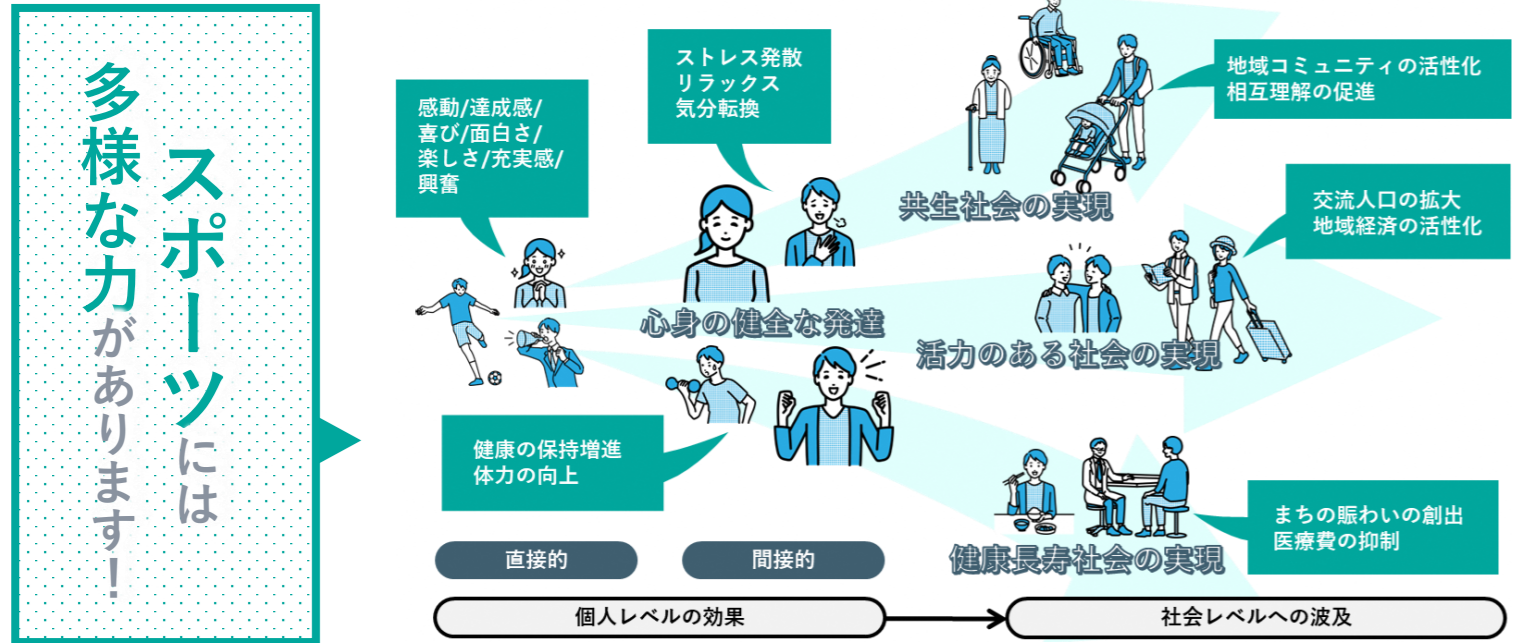 スポーツには
多様な力があります！
感動/達成感/
喜び/面白さ/
楽しさ/充実感/
興奮
ストレス発散
リラックス
気分転換
心身の健全な発達
健康の保持増進
体力の向上
地域コミュニティの活性化
相互理解の促進
共生社会の実現
交流人口の拡大
地域経済の活性化
活力のある社会の実現
まちの賑わいの創出
医療費の抑制
健康長寿社会の実現
直接的
間接的
個人レベルの効果
社会レベルへの波及